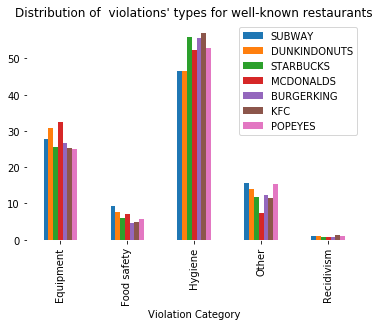 Distribution of  violations' types for well-known restaurants
SUBWAY
DUNKINDONUTS
STARBUCKS
MCDONALDS
BURGERKING
KFC
POPEYES
50
40
30
20
10
0
Equipment
Food safety
Hygiene
Other
Recidivism
Violation Category